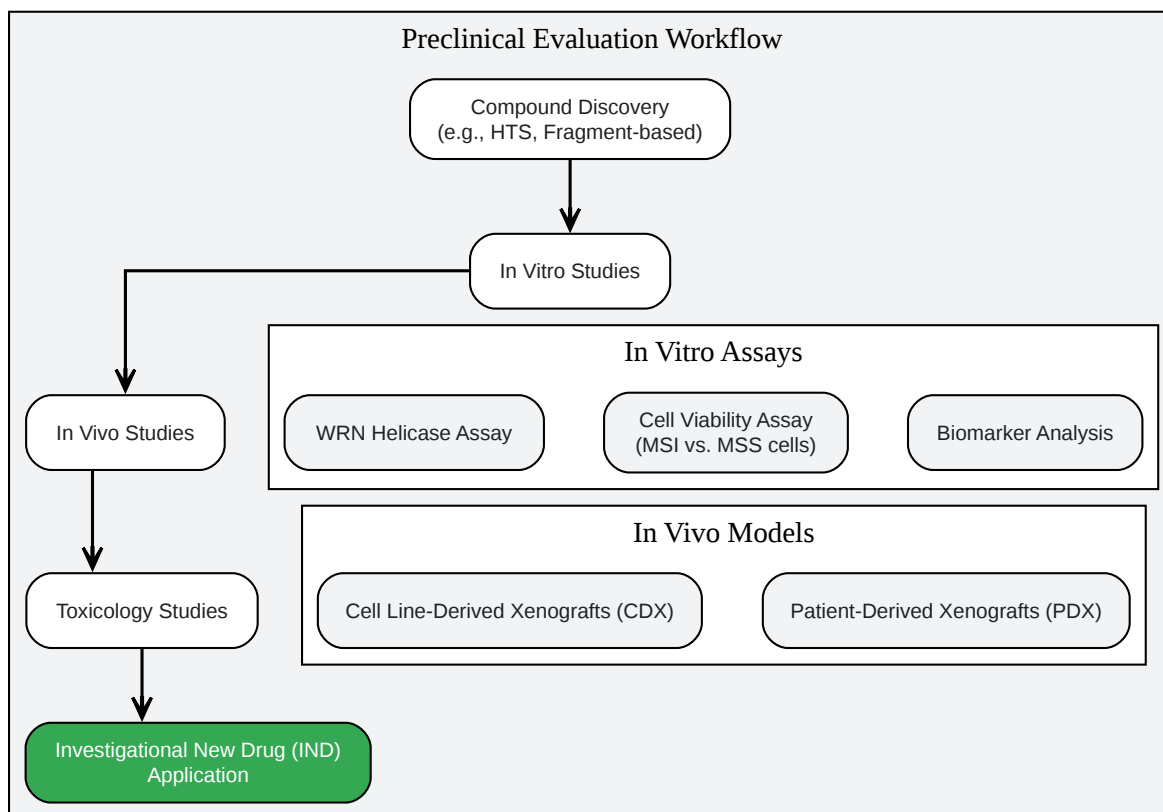 Preclinical Evaluation Workflow
Compound Discovery
(e.g., HTS, Fragment-based)
In Vitro Studies
In Vitro Assays
In Vivo Studies
WRN Helicase Assay
Cell Viability Assay
(MSI vs. MSS cells)
Biomarker Analysis
In Vivo Models
Toxicology Studies
Cell Line-Derived Xenografts (CDX)
Patient-Derived Xenografts (PDX)
Investigational New Drug (IND)
Application